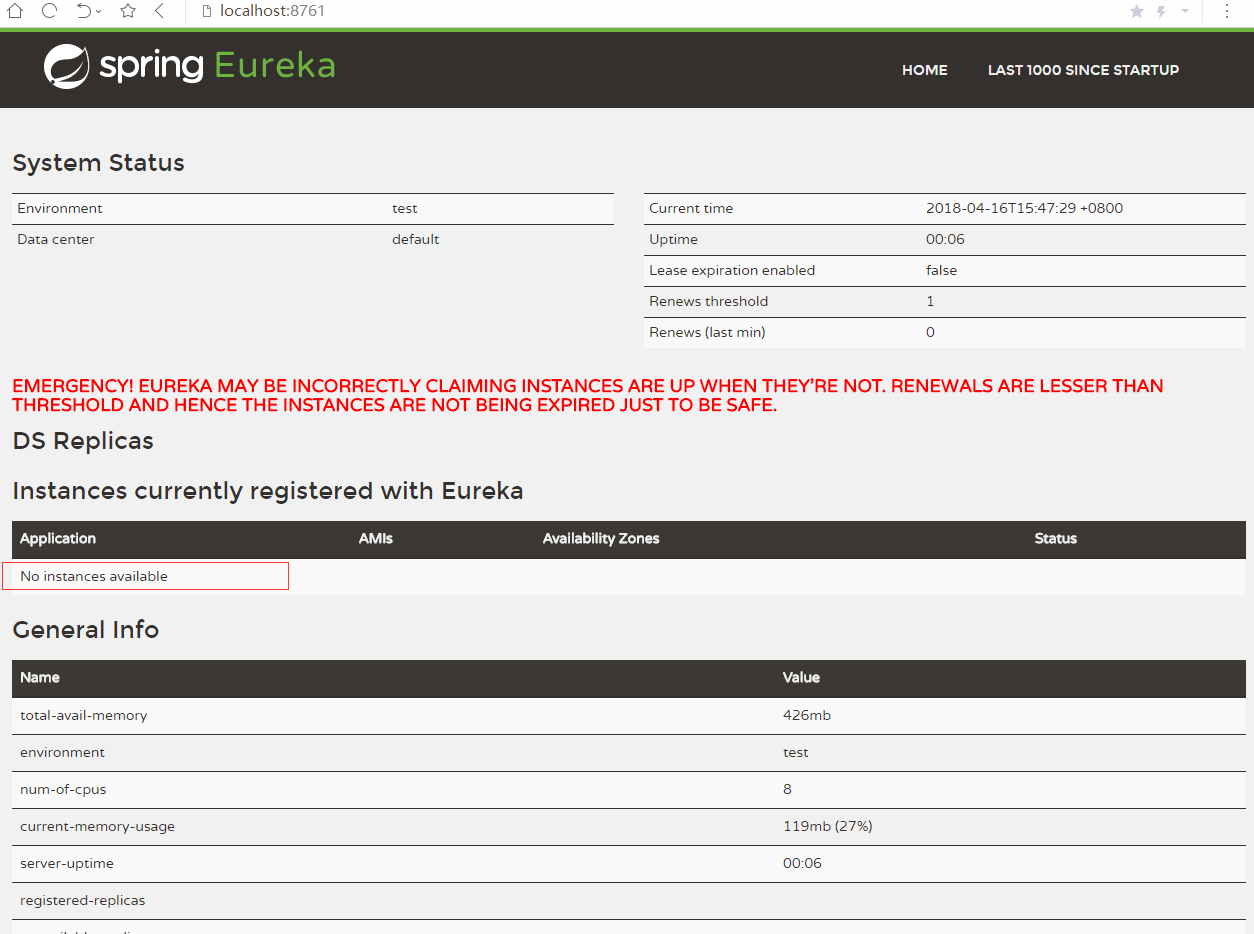 localhost:8761
spring Eureka
HOME LAST 1000 SINCE STARTUP
System Status
Environment test
Data center default
Current time 2018-04-16T15:47:29 +0800
Uptime 00:06
Lease expiration enabled false
Renews threshold 1
Renews (last min) 0
EMERGENCY! EUREKA MAY BE INCORRECTLY CLAIMING INSTANCES ARE UP WHEN THEY'RE NOT. RENEWALS ARE LESSER THAN
THRESHOLD AND HENCE THE INSTANCES ARE NOT BEING EXPIRED JUST TO BE SAFE.
DS Replicas
Instances currently registered with Eureka
Application AMIs Availability Zones Status
No instances available
General Info
Name Value
total-avail-memory 426mb
environment test
num-of-cpus 8
current-memory-usage 119mb (27%)
server-uptime 00:06
registered-replicas